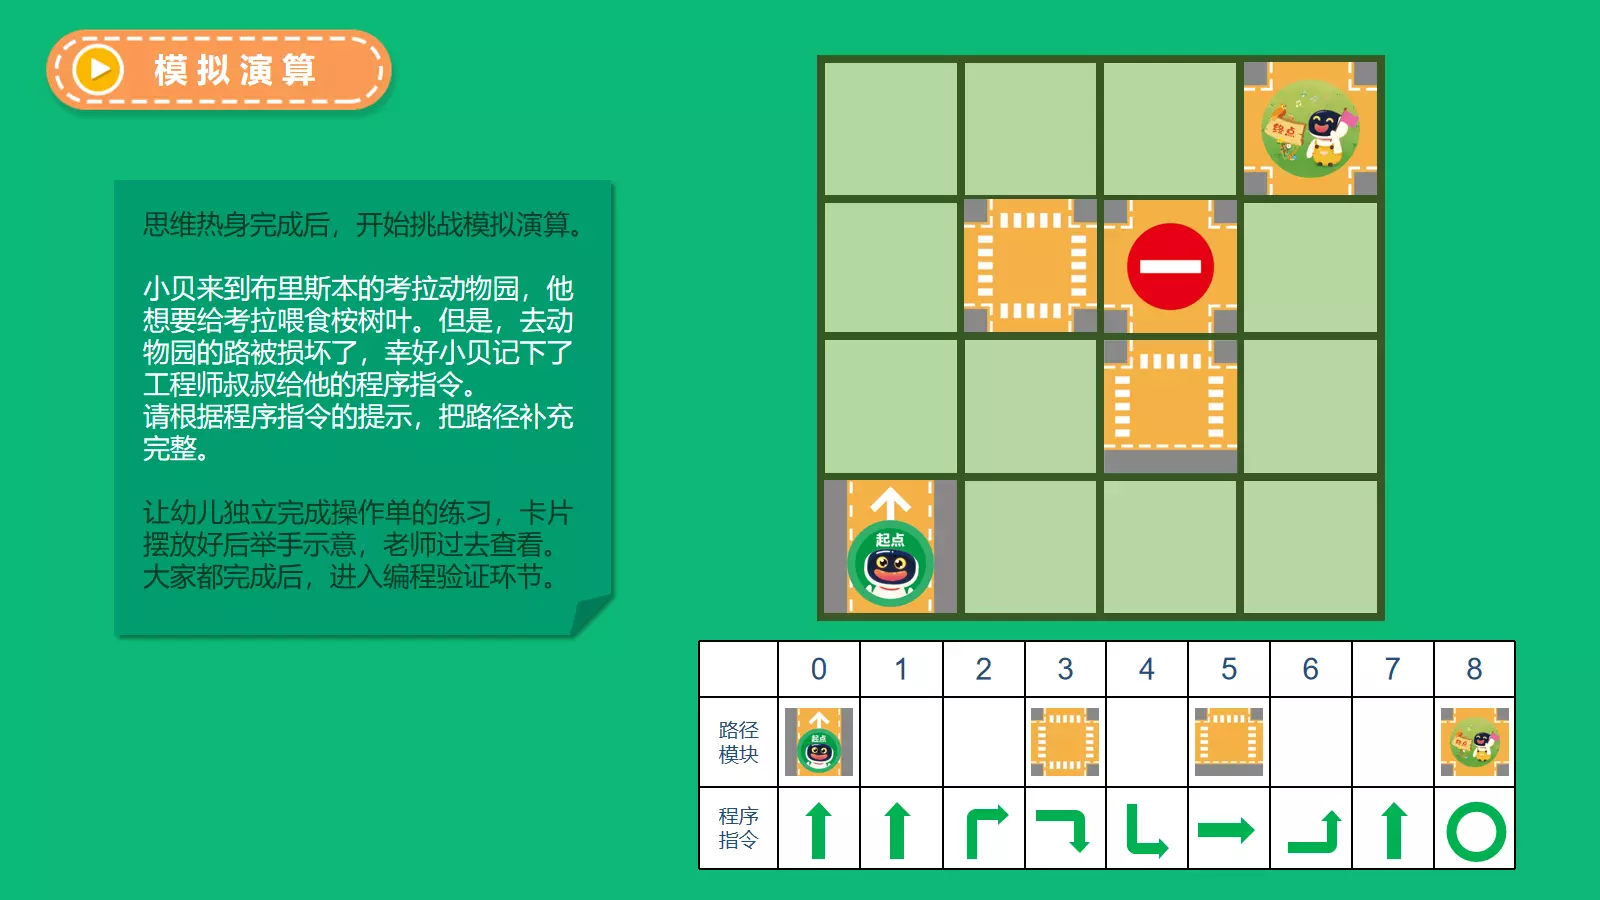 模拟演算
思维热身完成后，开始挑战模拟演算。
小贝来到布里斯本的考拉动物园，他
想要给考拉喂食桉树叶。但是，去动
物园的路被损坏了，幸好小贝记下了
工程师叔叔给他的程序指令。
请根据程序指令的提示，把路径补充
完整。
让幼儿独立完成操作单的练习，卡片
摆放好后举手示意，老师过去查看。
大家都完成后，进入编程验证环节。
终点
起点
0 1 2 3 4 5 6 7 8
路径
模块
起点
终点
程序
指令